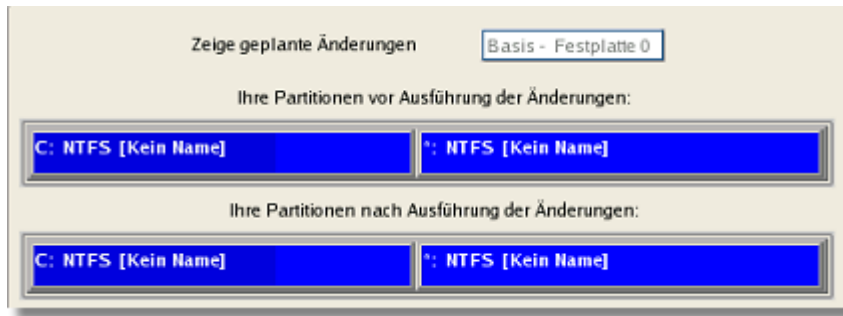 Zeige geplante Änderungen Basis - Festplatte 0
Ihre Partitionen vor Ausführung der Änderungen:
C: NTFS [Kein Name] *: NTFS [Kein Name]
Ihre Partitionen nach Ausführung der Änderungen:
C: NTFS [Kein Name] *: NTFS [Kein Name]